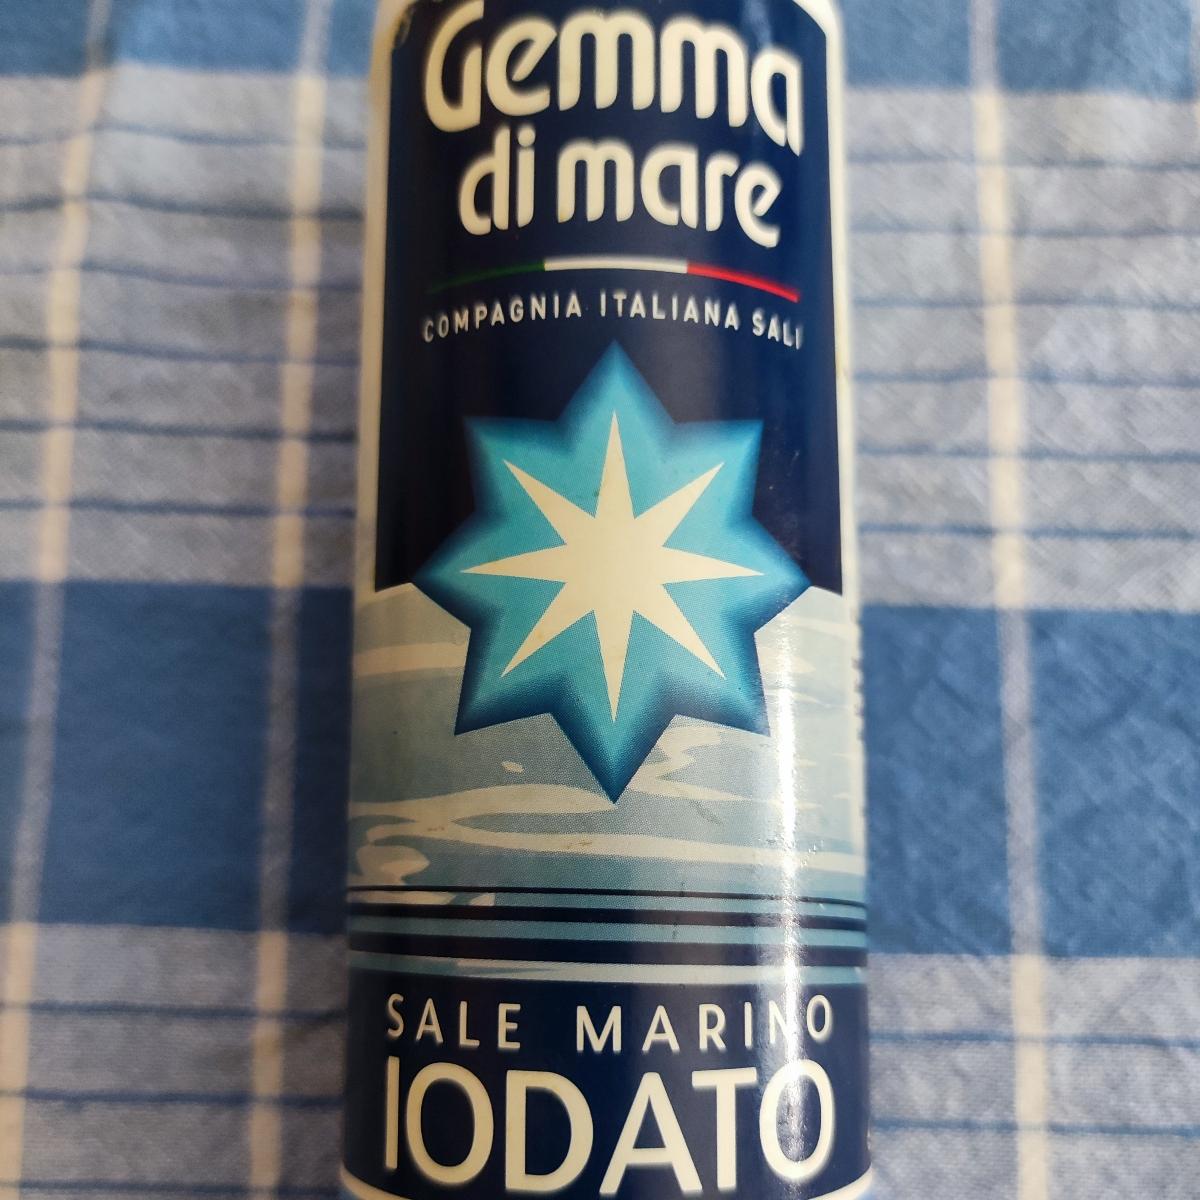 Gemma
di mare
COMPAGNIA ITALIANA SALI
SALE MARINO
IODATO